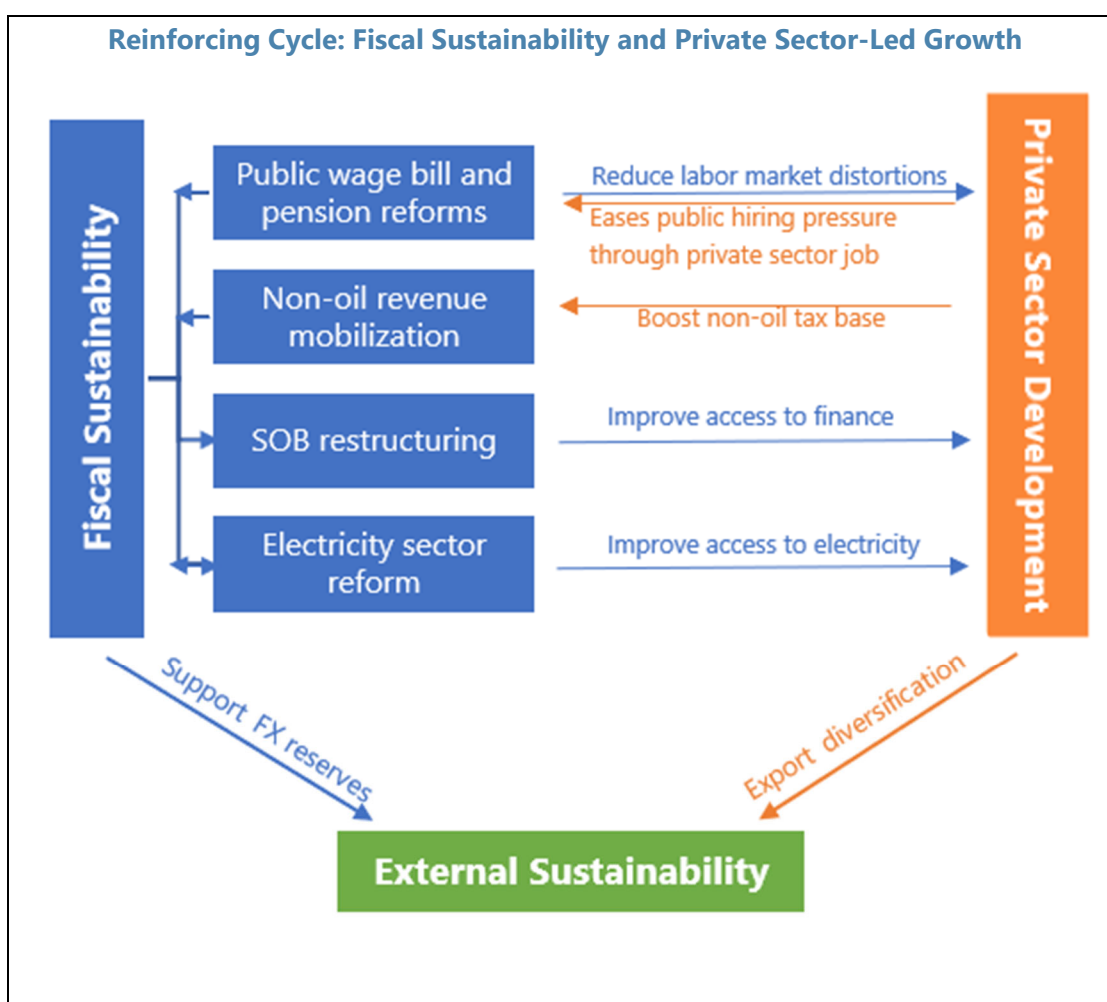 Reinforcing Cycle: Fiscal Sustainability and Private Sector-Led Growth
Fiscal Sustainability
Public wage bill and
pension reforms
Reduce labor market distortions
Eases public hiring pressure
through private sector job
Non-oil revenue
mobilization
Boost non-oil tax base
SOB restructuring
Improve access to finance
Electricity sector
reform
Improve access to electricity
Private Sector Development
Support FX reserves
Export diversification
External Sustainability